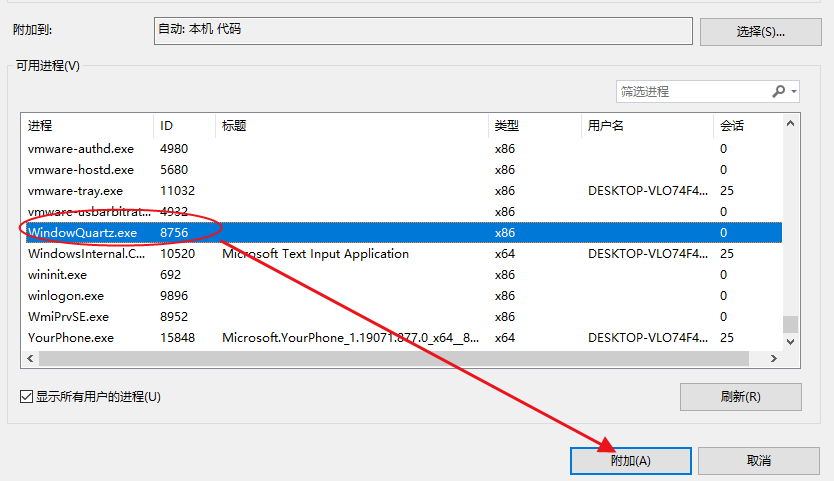 附加到: 自动: 本机 代码 选择(S)...
可用进程(V)
筛选进程
进程 ID 标题 类型 用户名 会话
vmware-authd.exe 4980 x86 0
vmware-hostd.exe 5680 x86 0
vmware-tray.exe 11032 x86 DESKTOP-VLO74F4... 25
vmware-usbarbitrat... 4932 x86 0
WindowQuartz.exe 8756 x86 0
WindowsInternal.C... 10520 Microsoft Text Input Application x64 DESKTOP-VLO74F4... 25
wininit.exe 692 x86 0
winlogon.exe 9896 x86 0
WmiPrvSE.exe 8952 x86 0
YourPhone.exe 15848 Microsoft.YourPhone_1.19071.877.0_x64__8... x64 DESKTOP-VLO74F4... 25
显示所有用户的进程(U) 刷新(R)
附加(A) 取消